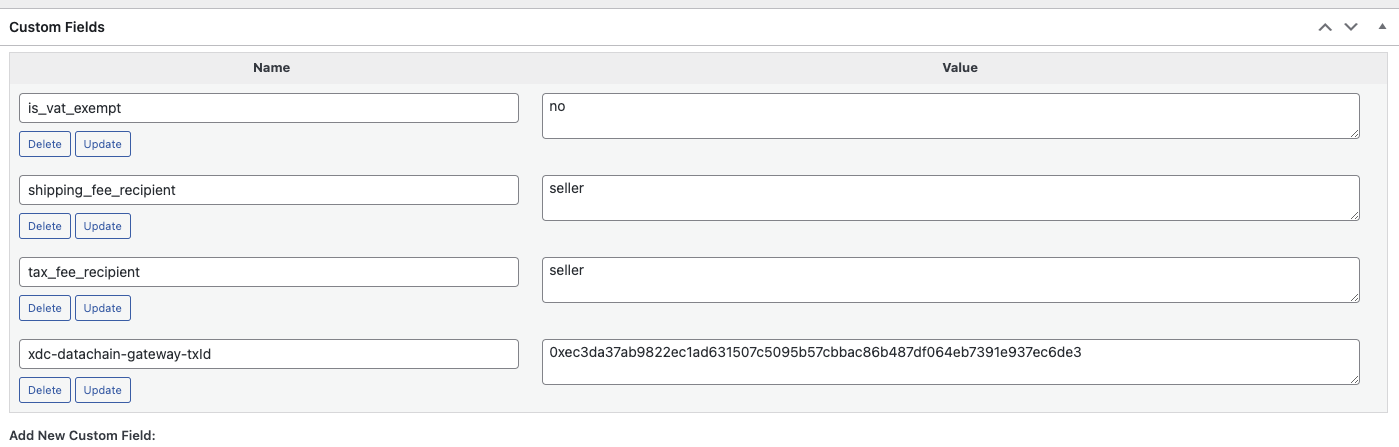 Custom Fields
Name Value
is_vat_exempt no
Delete Update
shipping_fee_recipient seller
Delete Update
tax_fee_recipient seller
Delete Update
xdc-datachain-gateway-txId 0xec3da37ab9822ec1ad631507c5095b57cbbac86b487df064eb7391e937ec6de3
Delete Update
Add New Custom Field: